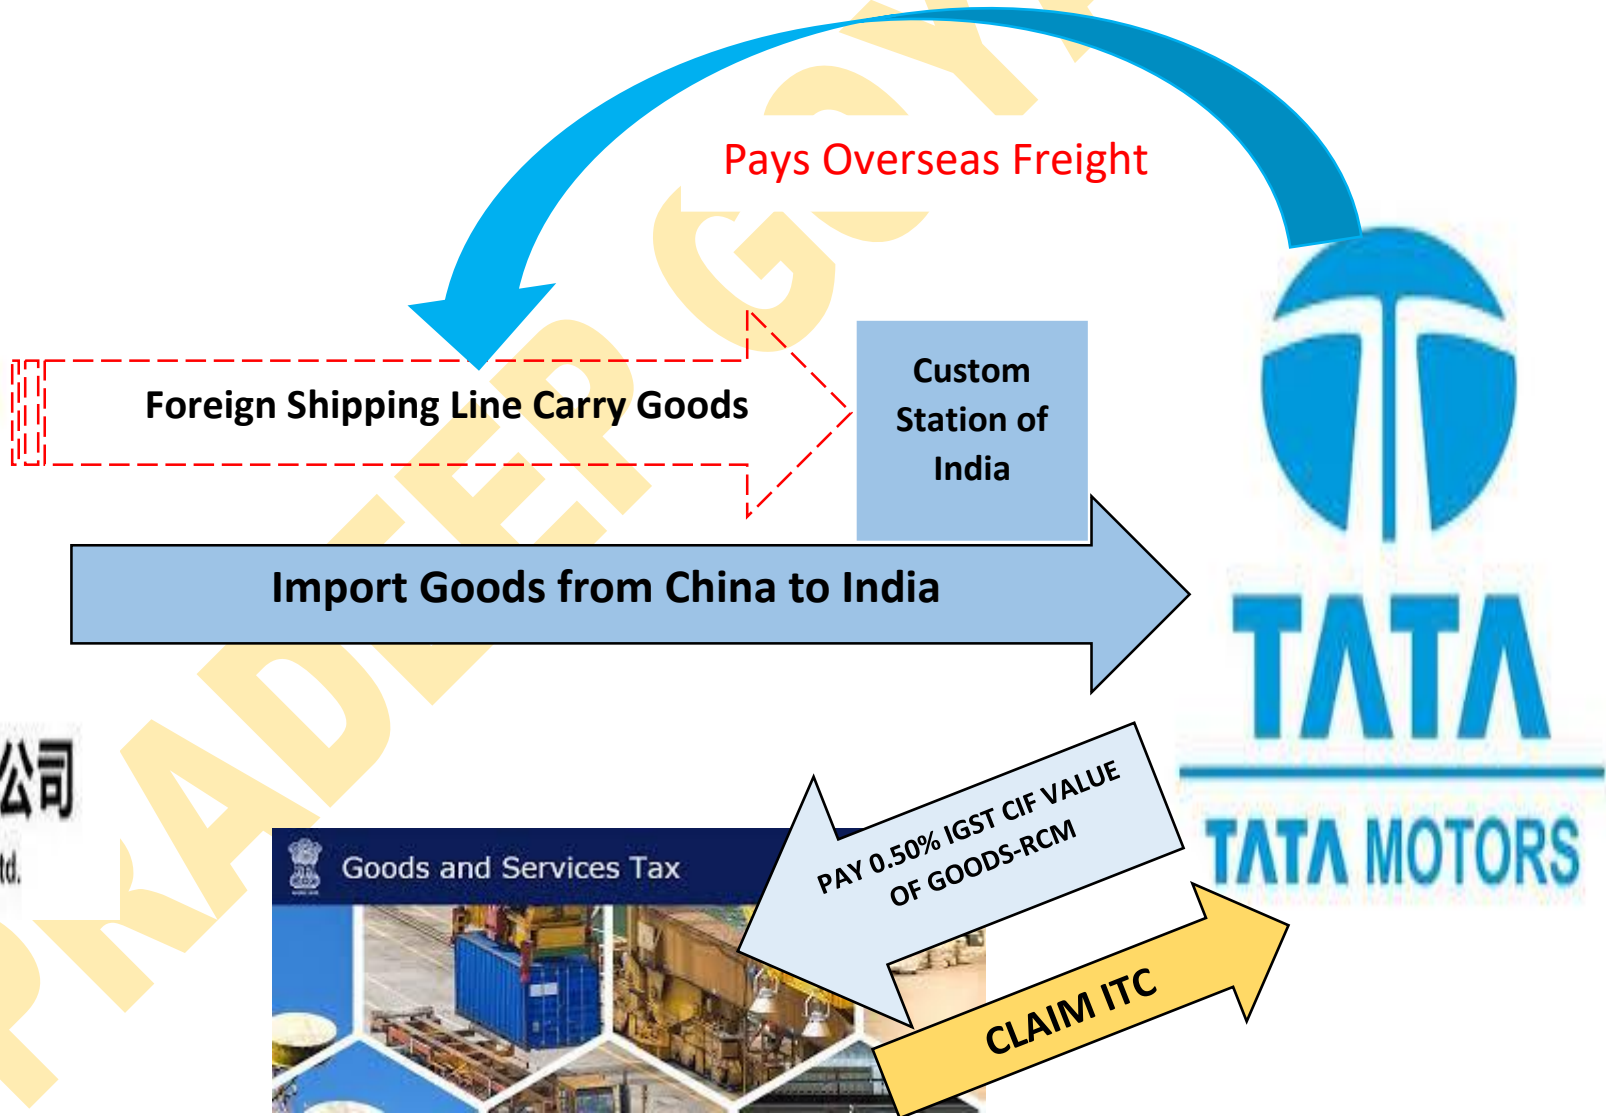 Pays Overseas Freight
Foreign Shipping Line Carry Goods
Custom
Station of
India
Import Goods from China to India
TATA
TATA MOTORS
公司
td.
PAY 0.50% IGST CIF VALUE
OF GOODS-RCM
Goods and Services Tax
CLAIM ITC
PRADEEP GOY